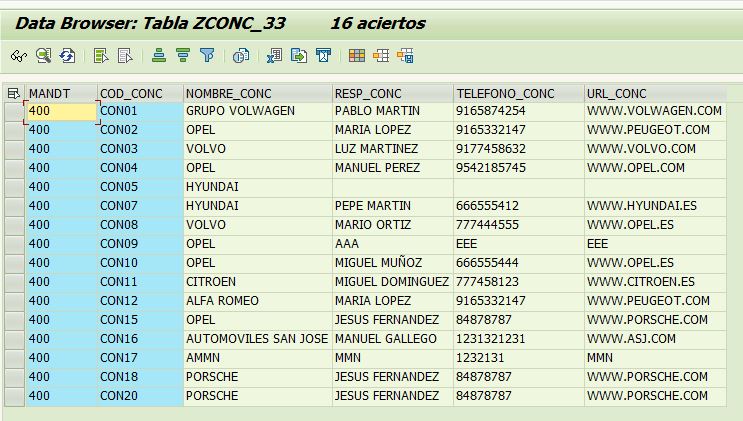 Data Browser: Tabla ZCONC_33 16 aciertos
MANDT COD_CONC NOMBRE_CONC RESP_CONC TELEFONO_CONC URL_CONC
400 CON01 GRUPO VOLWAGEN PABLO MARTIN 9165874254 WWW.VOLWAGEN.COM
400 CON02 OPEL MARIA LOPEZ 9165332147 WWW.PEUGEOT.COM
400 CON03 VOLVO LUZ MARTINEZ 9177458632 WWW.VOLVO.COM
400 CON04 OPEL MANUEL PEREZ 9542185745 WWW.OPEL.COM
400 CON05 HYUNDAI
400 CON07 HYUNDAI PEPE MARTIN 666555412 WWW.HYUNDAI.ES
400 CON08 VOLVO MARIO ORTIZ 777444555 WWW.OPEL.ES
400 CON09 OPEL AAA EEE EEE
400 CON10 OPEL MIGUEL MUÑOZ 666555444 WWW.OPEL.ES
400 CON11 CITROEN MIGUEL DOMINGUEZ 777458123 WWW.CITROEN.ES
400 CON12 ALFA ROMEO MARIA LOPEZ 9165332147 WWW.PEUGEOT.COM
400 CON15 OPEL JESUS FERNANDEZ 84878787 WWW.PORSCHE.COM
400 CON16 AUTOMOVILES SAN JOSE MANUEL GALLEGO 1231321231 WWW.ASJ.COM
400 CON17 AMMN MMN 1232131 MMN
400 CON18 PORSCHE JESUS FERNANDEZ 84878787 WWW.PORSCHE.COM
400 CON20 PORSCHE JESUS FERNANDEZ 84878787 WWW.PORSCHE.COM